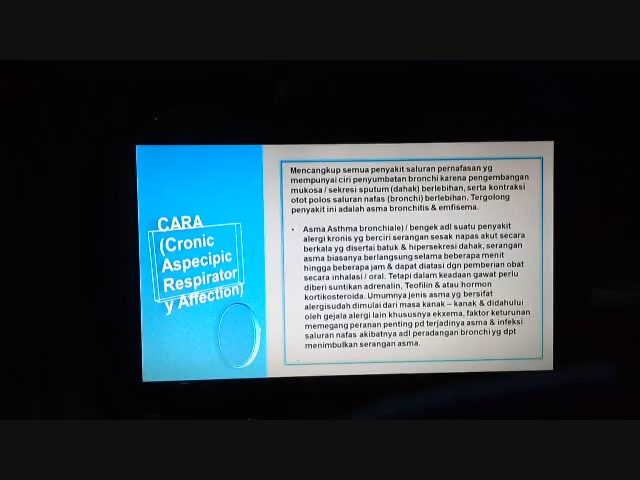 CARA
(Cronic
Aspecipic
Respirator
y Affection)
Mencangkup semua penyakit saluran pernafasan yg
mempunyai ciri penyumbatan bronchi karena pengembangan
mukosa / sekresi sputum (dahak) berlebihan, serta kontraksi
otot polos saluran nafas (bronchi) berlebihan. Tergolong
penyakit ini adalah asma bronchitis & emfisema.
• Asma Asthma bronchiale) / bengek adl suatu penyakit
alergi kronis yg berciri serangan sesak napas akut secara
berkala yg disertai batuk & hipersekresi dahak, serangan
asma biasanya berlangsung selama beberapa menit
hingga beberapa jam & dapat diatasi dgn pemberian obat
secara inhalasi / oral. Tetapi dalam keadaan gawat perlu
diberi suntikan adrenalin, Teofilin & atau hormon
kortikosteroida. Umumnya jenis asma yg bersifat
alergisudah dimulai dari masa kanak – kanak & didahului
oleh gejala alergi lain khususnya ekxema, faktor keturunan
memegang peranan penting pd terjadinya asma & infeksi
saluran nafas akibatnya adl peradangan bronchi yg dpt
menimbulkan serangan asma.